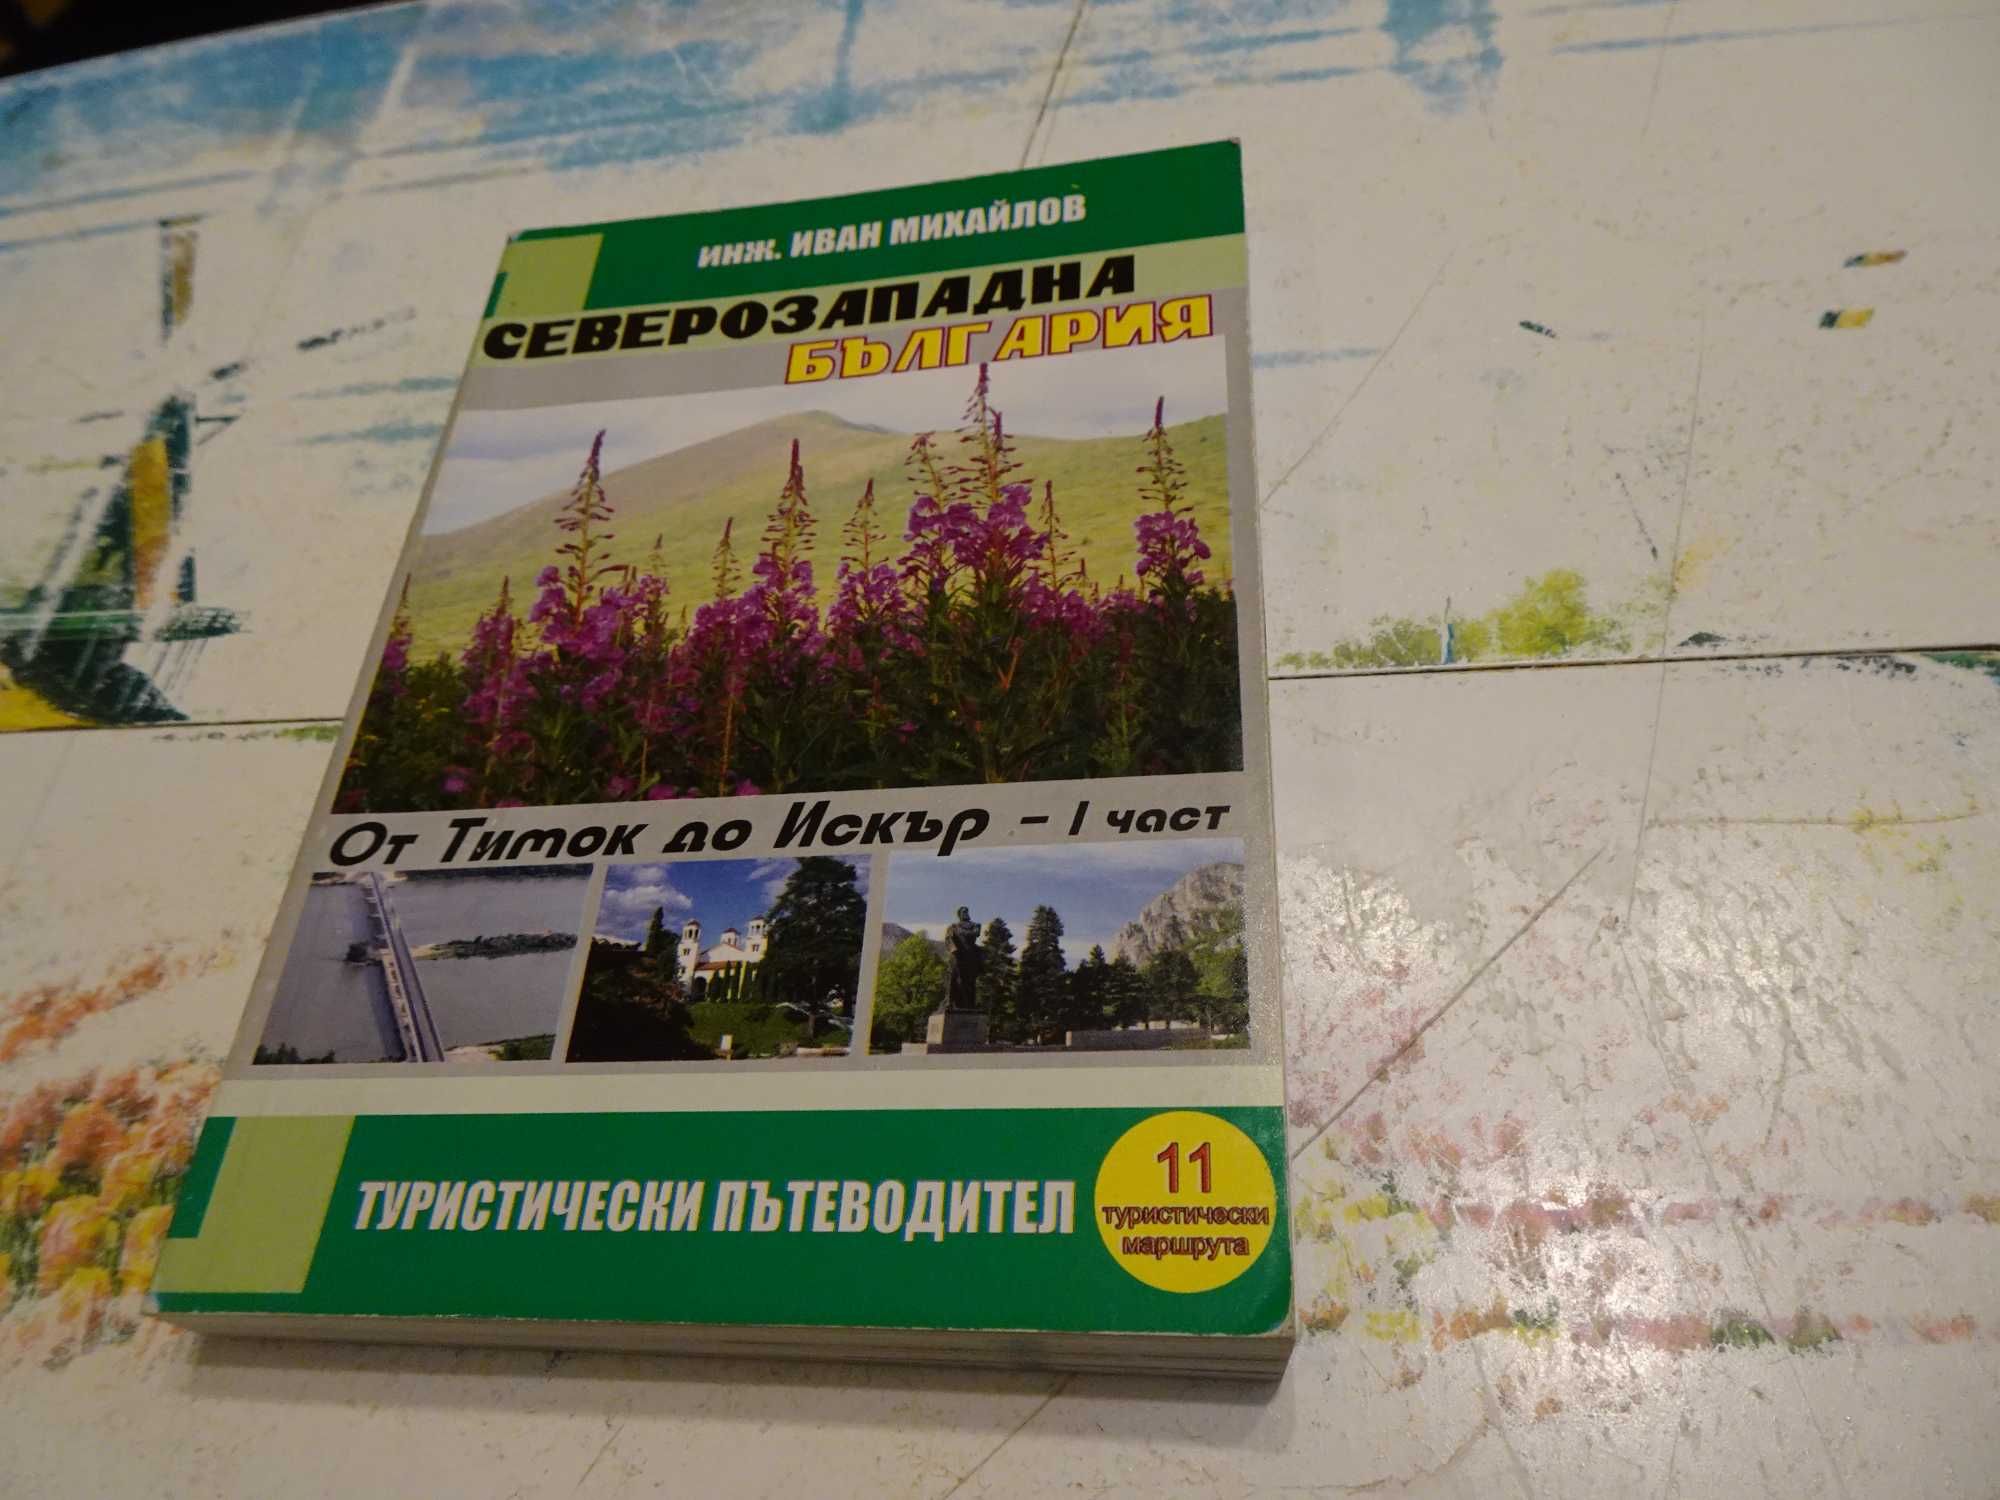 ИНЖ. ИВАН МИХАЙЛОВ
СЕВЕРОЗАПАДНА
БЪЛГАРИЯ
От Тимок до Искър – I част
ТУРИСТИЧЕСКИ ПЪТЕВОДИТЕЛ
11
туристически
маршрута